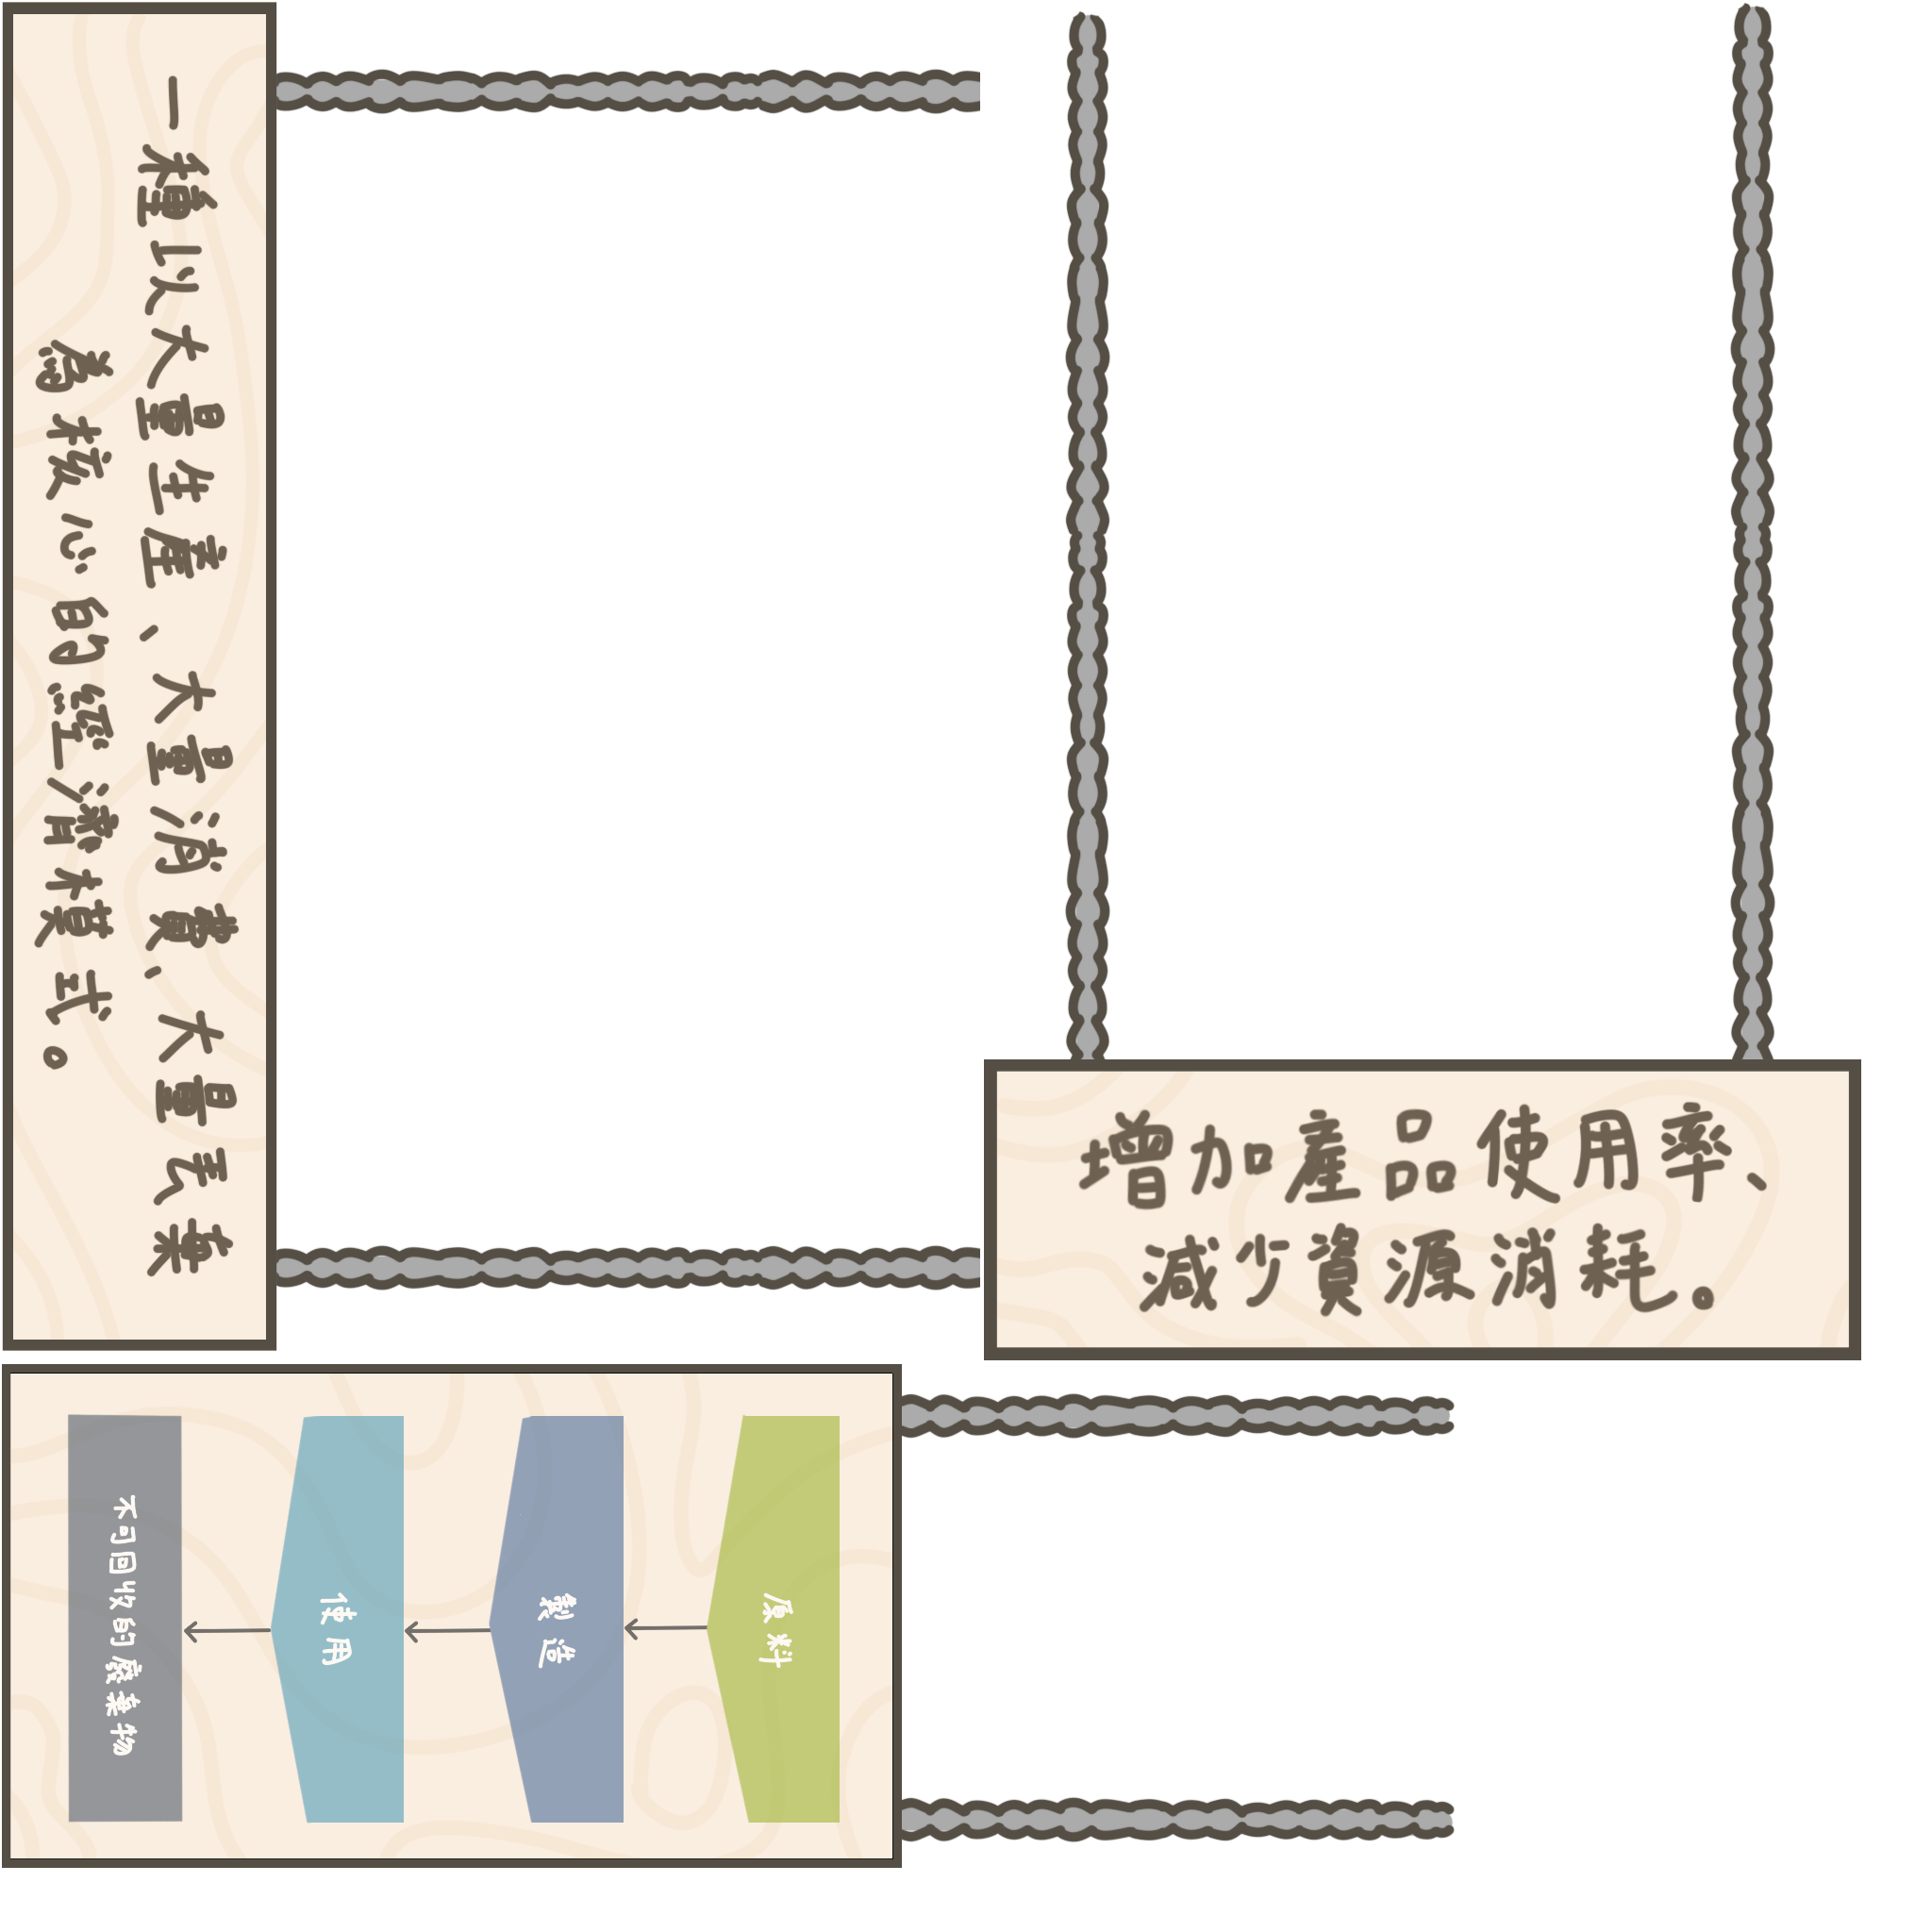 一種以大量生產、大量消費、大量丟棄
為核心的經濟模式。
增加產品使用率、
減少資源消耗。
原料
製造
使用
不可回收的廢棄物